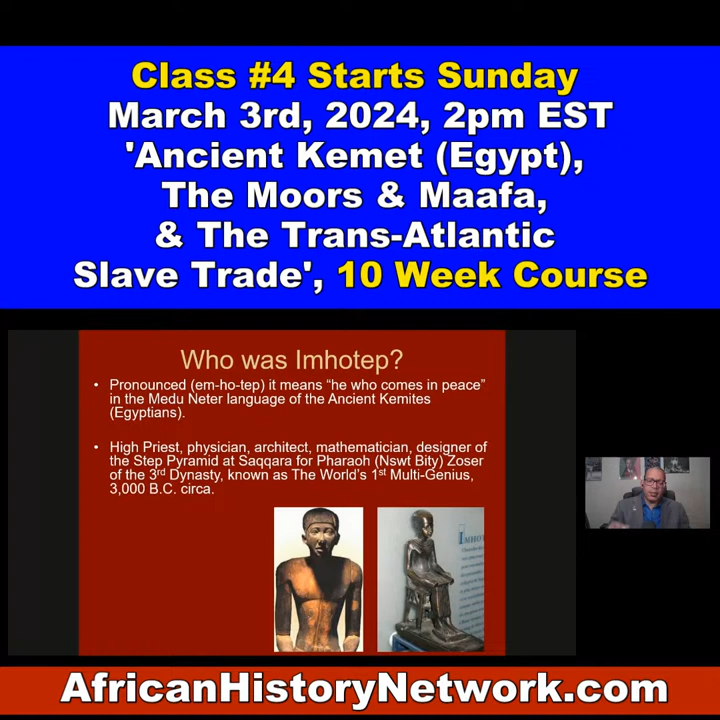 Class #4 Starts Sunday
March 3rd, 2024, 2pm EST
'Ancient Kemet (Egypt),
The Moors & Maafa,
& The Trans-Atlantic
Slave Trade', 10 Week Course
Who was Imhotep?
• Pronounced (em-ho-tep) it means “he who comes in peace”
in the Medu Neter language of the Ancient Kemites
(Egyptians).
• High Priest, physician, architect, mathematician, designer of
the Step Pyramid at Saqqara for Pharaoh (Nswt Bity) Zoser
of the 3rd Dynasty, known as The World’s 1st Multi-Genius,
3,000 B.C. circa.
AfricanHistoryNetwork.com